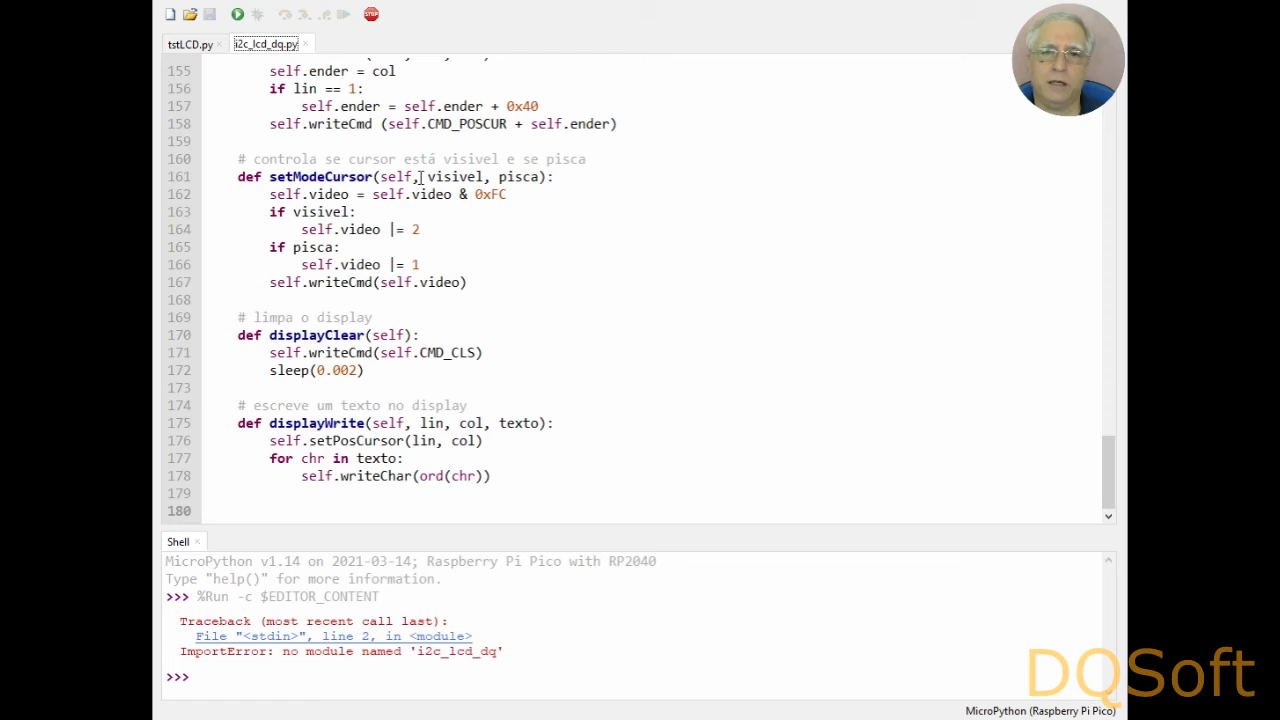 tstLCD.py
i2c_lcd_dq.py
155 self.ender = col
156 if lin == 1:
157 self.ender = self.ender + 0x40
158 self.writeCmd (self.CMD_POSCUR + self.ender)
159
160 # controla se cursor está visivel e se pisca
161 def setModeCursor(self, visivel, pisca):
162 self.video = self.video & 0xFC
163 if visivel:
164 self.video |= 2
165 if pisca:
166 self.video |= 1
167 self.writeCmd(self.video)
168
169 # limpa o display
170 def displayClear(self):
171 self.writeCmd(self.CMD_CLS)
172 sleep(0.002)
173
174 # escreve um texto no display
175 def displayWrite(self, lin, col, texto):
176 self.setPosCursor(lin, col)
177 for chr in texto:
178 self.writeChar(ord(chr))
179
180
Shell
MicroPython v1.14 on 2021-03-14; Raspberry Pi Pico with RP2040
Type "help()" for more information.
>>> %Run -c $EDITOR_CONTENT
Traceback (most recent call last):
File "<stdin>", line 2, in <module>
ImportError: no module named 'i2c_lcd_dq'
>>>
DQSoft
MicroPython (Raspberry Pi Pico)
STOP